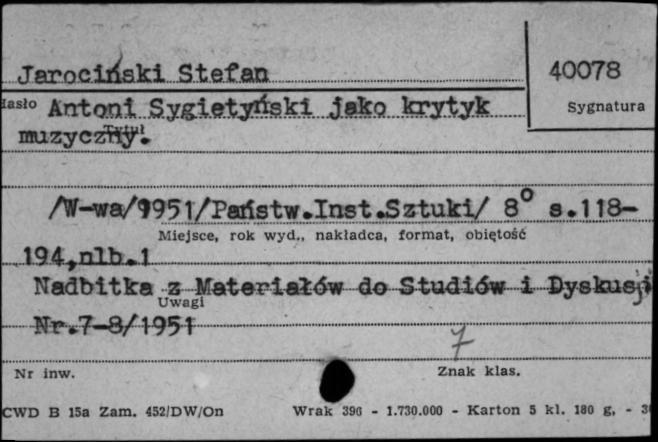 Jarociński Stefan
40078
Hasło
Antoni Sygietyński jako krytyk
Sygnatura
muzyczny.
Tytuł
/W-wa/1951/Państw.Inst.Sztuki/ 8° s.118-
Miejsce, rok wyd., nakładca, format, objętość
194,nlb.1
Nadbitka z Materiałów do Studiów i Dyskusji
Uwagi
Nr.7-8/1951
7
Nr inw.
Znak klas.
CWD B 15a Zam. 452/DW/On
Wrak 396 - 1.730.000 - Karton 5 kl. 180 g, -